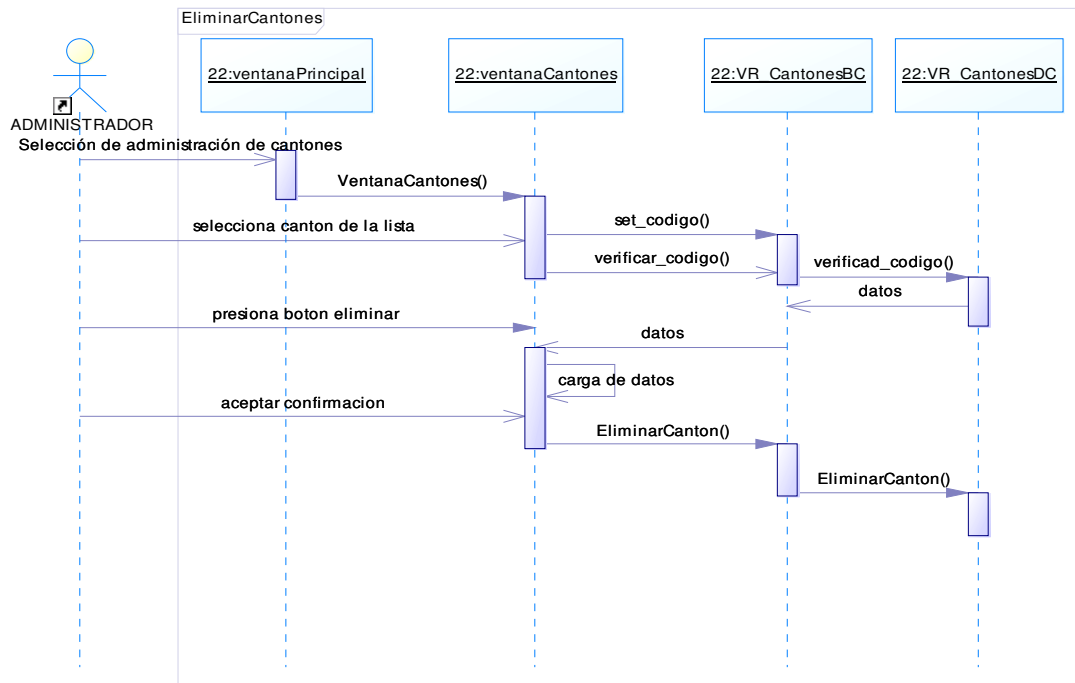 EliminarCantones
22:ventanaPrincipal
22:ventanaCantones
22:VR_CantonesBC
22:VR_CantonesDC
ADMINISTRADOR
Selección de administración de cantones
VentanaCantones()
selecciona canton de la lista
set_codigo()
verificar_codigo()
verificad_codigo()
datos
presiona boton eliminar
datos
carga de datos
aceptar confirmacion
EliminarCanton()
EliminarCanton()